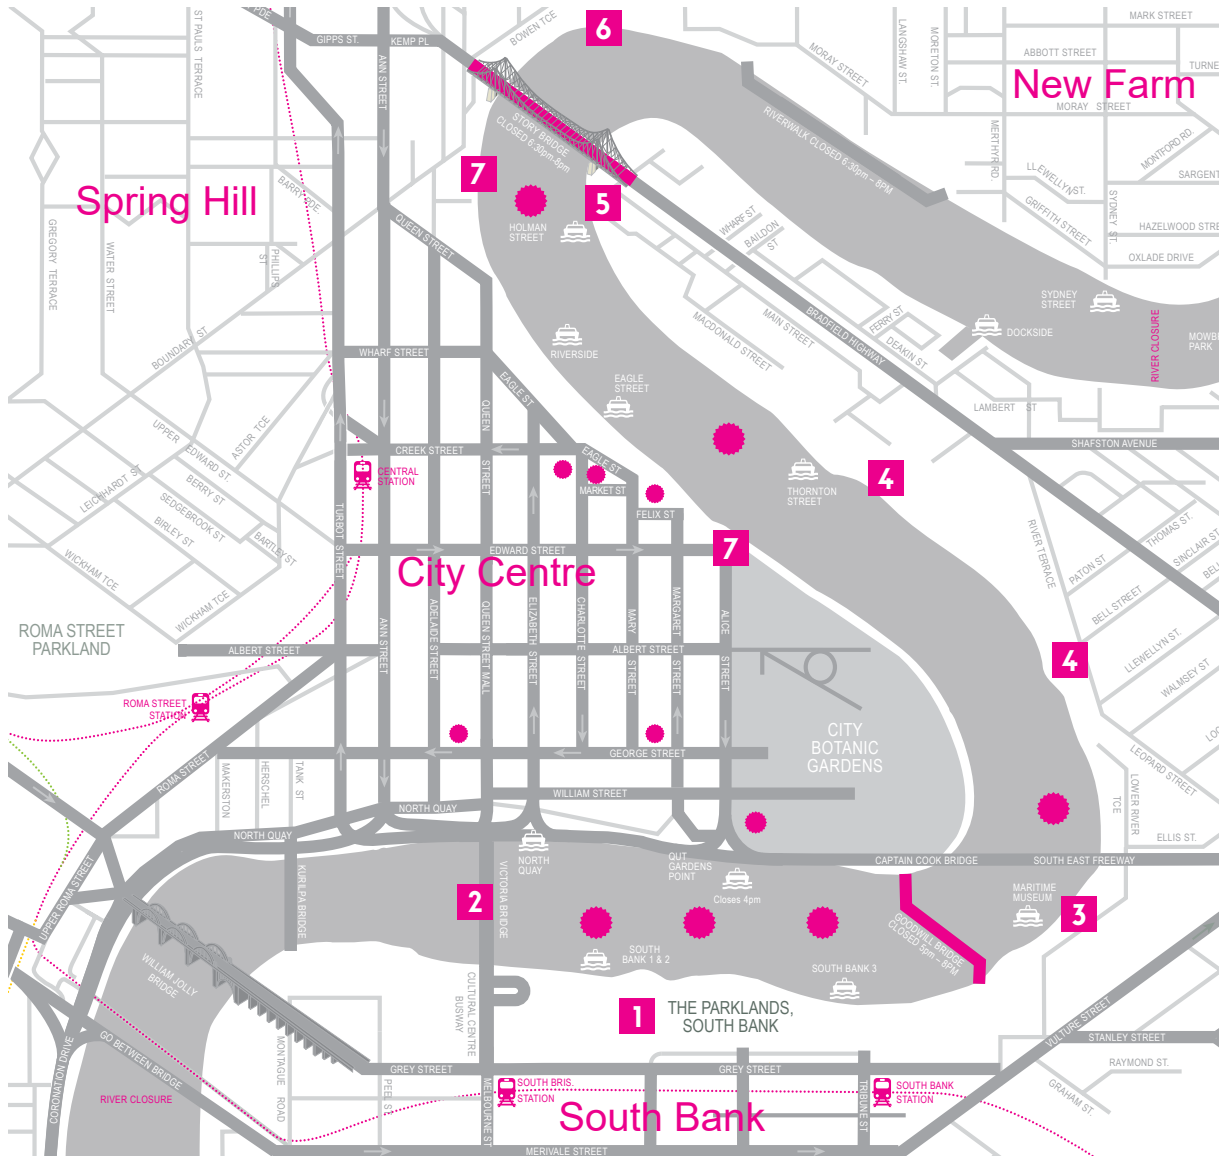 6
GIPPS ST.
KEMP PL
BOWEN TCE
ST PAULS TERRACE
ANN STREET
MORAY STREET
LANGSHAW ST.
MORETON ST.
MARK STREET
ABBOTT STREET
TURNE
New Farm
MORAY STREET
STORY BRIDGE
CLOSED 6:30pm-8pm
RIVERWALK CLOSED 6:30pm – 8PM
MERTHYR RD.
MONTFORD RD.
LLEWELLYN ST.
SARGENT
GRIFFITH STREET
SYDNEY ST.
HAZELWOOD STRE
OXLADE DRIVE
7
5
Spring Hill
BARRY PDE.
HOLMAN
STREET
QUEEN STREET
WHARF ST
BALDON
ST
GREGORY TERRACE
WATER STREET
PHILLIPS
ST
SYDNEY
STREET
DOCKSIDE
RIVER CLOSURE
MOWB
PARK
FERRY ST
DEAKIN ST
BRADFIELD HIGHWAY
MAIN STREET
MACDONALD STREET
BOUNDARY ST
RIVERSIDE
WHARF STREET
EAGLE
STREET
EAGLE ST
LAMBERT ST
SHAFSTON AVENUE
UPPER EDWARD ST.
ASTOR TCE
QUEEN STREET
CREEK STREET
EAGLE ST
CENTRAL
STATION
MARKET ST
FELIX ST
THORNTON
STREET
4
LEICHHARDT ST
BERRY ST
SEDGEBROOK ST
BIRLEY ST
BARTLEY ST
TURBOT STREET
EDWARD STREET
7
City Centre
WICKHAM TCE
WICKHAM TCE
RIVER TERRACE
THOMAS ST.
PATON ST.
SINCLAIR ST
BEL
BELL STREET
LLEWELLYN ST.
WALMSEY ST.
4
ROMA STREET
PARKLAND
ALBERT STREET
ANN STREET
ADELAIDE STREET
QUEEN STREET MALL
ELIZABETH STREET
CHARLOTTE STREET
MARY STREET
MARGARET STREET
ALICE STREET
ALBERT STREET
ROMA STREET
STATION
CITY
BOTANIC
GARDENS
LEOPARD STREET
LOWER RIVER
TCE
ELLIS ST.
ROMA STREET
MAKERSTON
HERSCHEL
TANK ST
GEORGE STREET
WILLIAM STREET
NORTH QUAY
NORTH QUAY
NORTH
QUAY
QUT
GARDENS
POINT
Closes 4pm
CAPTAIN COOK BRIDGE
SOUTH EAST FREEWAY
UPPER ROMA STREET
KURILPA BRIDGE
2
VICTORIA BRIDGE
MARITIME
MUSEUM
3
GOODWILL BRIDGE
CLOSED 5pm – 8PM
WILLIAM JOLLY
BRIDGE
SOUTH
BANK 1 & 2
SOUTH BANK 3
CULTURAL CENTRE
BUSWAY
1
THE PARKLANDS,
SOUTH BANK
VULTURE STREET
STANLEY STREET
RAYMOND ST.
GRAHAM ST.
CORONATION DRIVE
GO BETWEEN BRIDGE
RIVER CLOSURE
MONTAGUE ROAD
GREY STREET
GREY STREET
PEEL ST
MELBOURNE ST
SOUTH BRIS.
STATION
South Bank
TRIBUNE ST
SOUTH BANK
STATION
MERIVALE STREET